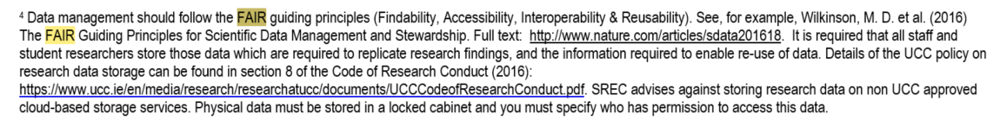 ⁴ Data management should follow the FAIR guiding principles (Findability, Accessibility, Interoperability & Reusability). See, for example, Wilkinson, M. D. et al. (2016)
The FAIR Guiding Principles for Scientific Data Management and Stewardship. Full text: http://www.nature.com/articles/sdata201618. It is required that all staff and
student researchers store those data which are required to replicate research findings, and the information required to enable re-use of data. Details of the UCC policy on
research data storage can be found in section 8 of the Code of Research Conduct (2016):
https://www.ucc.ie/en/media/research/researchatucc/documents/UCCCodeofResearchConduct.pdf. SREC advises against storing research data on non UCC approved
cloud-based storage services. Physical data must be stored in a locked cabinet and you must specify who has permission to access this data.